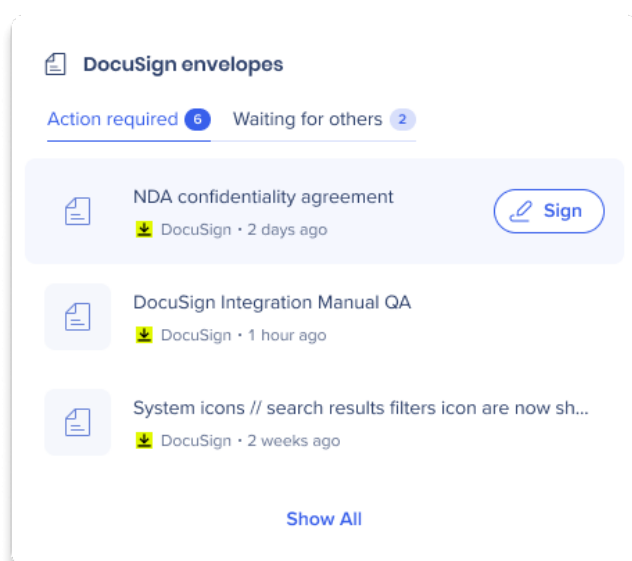 DocuSign envelopes
Action required 6 Waiting for others 2
NDA confidentiality agreement
DocuSign • 2 days ago
Sign
DocuSign Integration Manual QA
DocuSign • 1 hour ago
System icons // search results filters icon are now sh...
DocuSign • 2 weeks ago
Show All